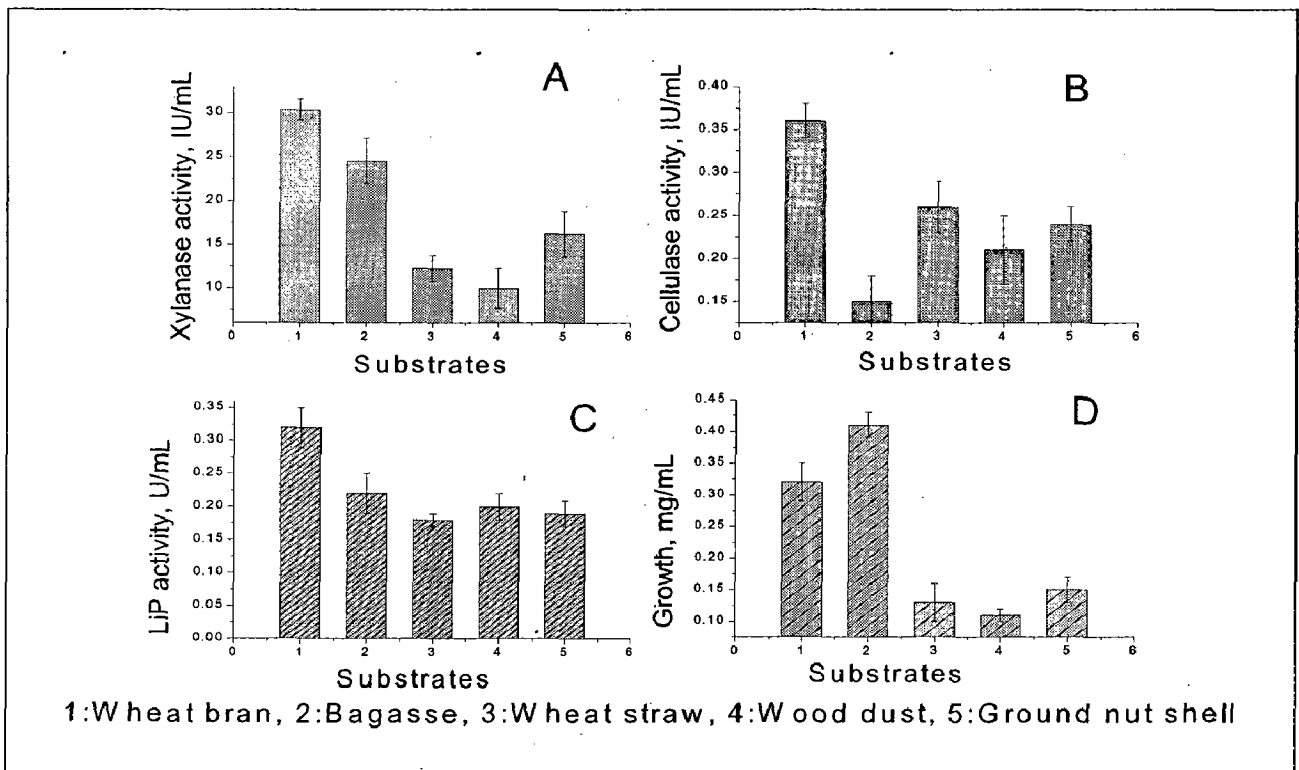 A
Xylanase activity, IU/mL
30
25
20
15
10
0 1 2 3 4 5 6
Substrates
B
Cellulase activity, IU/mL
0.40
0.35
0.30
0.25
0.20
0.15
0 1 2 3 4 5 6
Substrates
C
LiP activity, U/mL
0.35
0.30
0.25
0.20
0.15
0.10
0.05
0.00
0 1 2 3 4 5 6
Substrates
D
Growth, mg/mL
0.45
0.40
0.35
0.30
0.25
0.20
0.15
0.10
0 1 2 3 4 5 6
Substrates
1:Wheat bran, 2:Bagasse, 3:Wheat straw, 4:Wood dust, 5:Ground nut shell